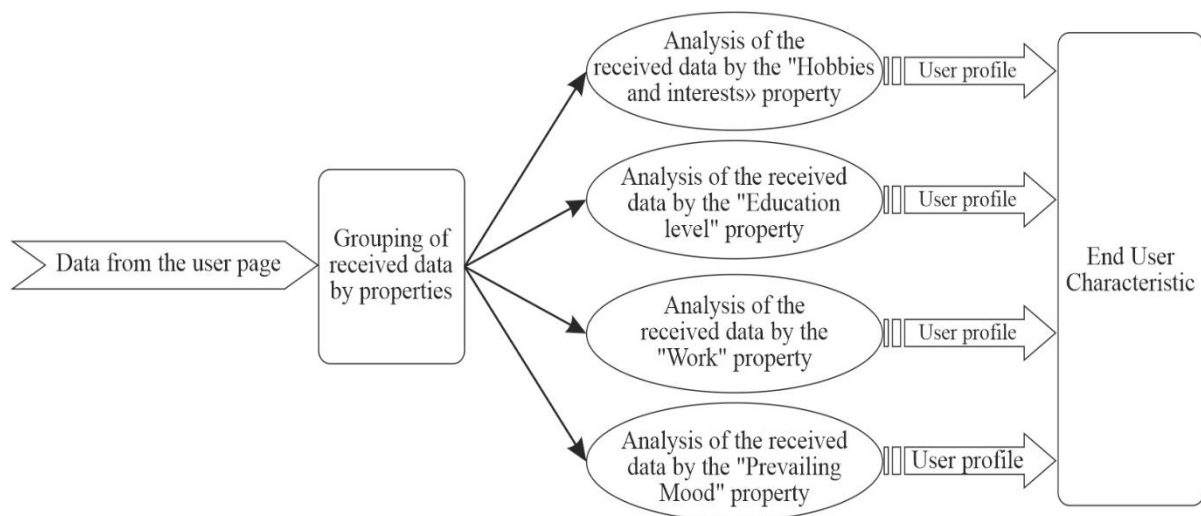 Data from the user page
Grouping of
received data
by properties
Analysis of the
received data by the "Hobbies
and interests» property
User profile
Analysis of the received
data by the "Education
level" property
User profile
Analysis of the
received data by the
"Work" property
User profile
Analysis of the received
data by the "Prevailing
Mood" property
User profile
End User
Characteristic